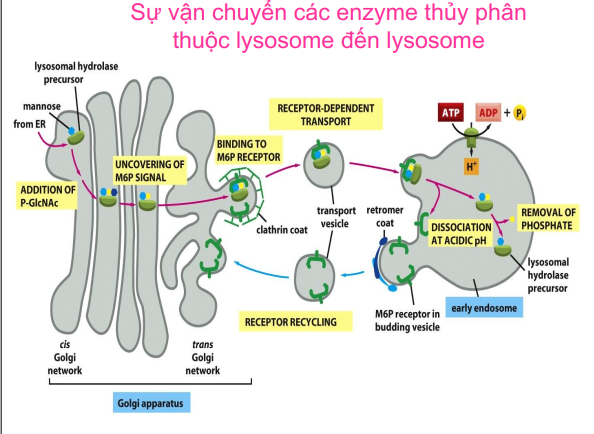 Sự vận chuyển các enzyme thủy phân
thuộc lysosome đến lysosome
lysosomal hydrolase
precursor
mannose
from ER
ADDITION OF
P-GlcNAc
UNCOVERING OF
M6P SIGNAL
BINDING TO
M6P RECEPTOR
clathrin coat
RECEPTOR-DEPENDENT
TRANSPORT
transport
vesicle
retromer
coat
ATP
ADP + Pi
H+
DISSOCIATION
AT ACIDIC pH
REMOVAL OF
PHOSPHATE
lysosomal
hydrolase
precursor
early endosome
M6P receptor in
budding vesicle
RECEPTOR RECYCLING
cis
Golgi
network
trans
Golgi
network
Golgi apparatus